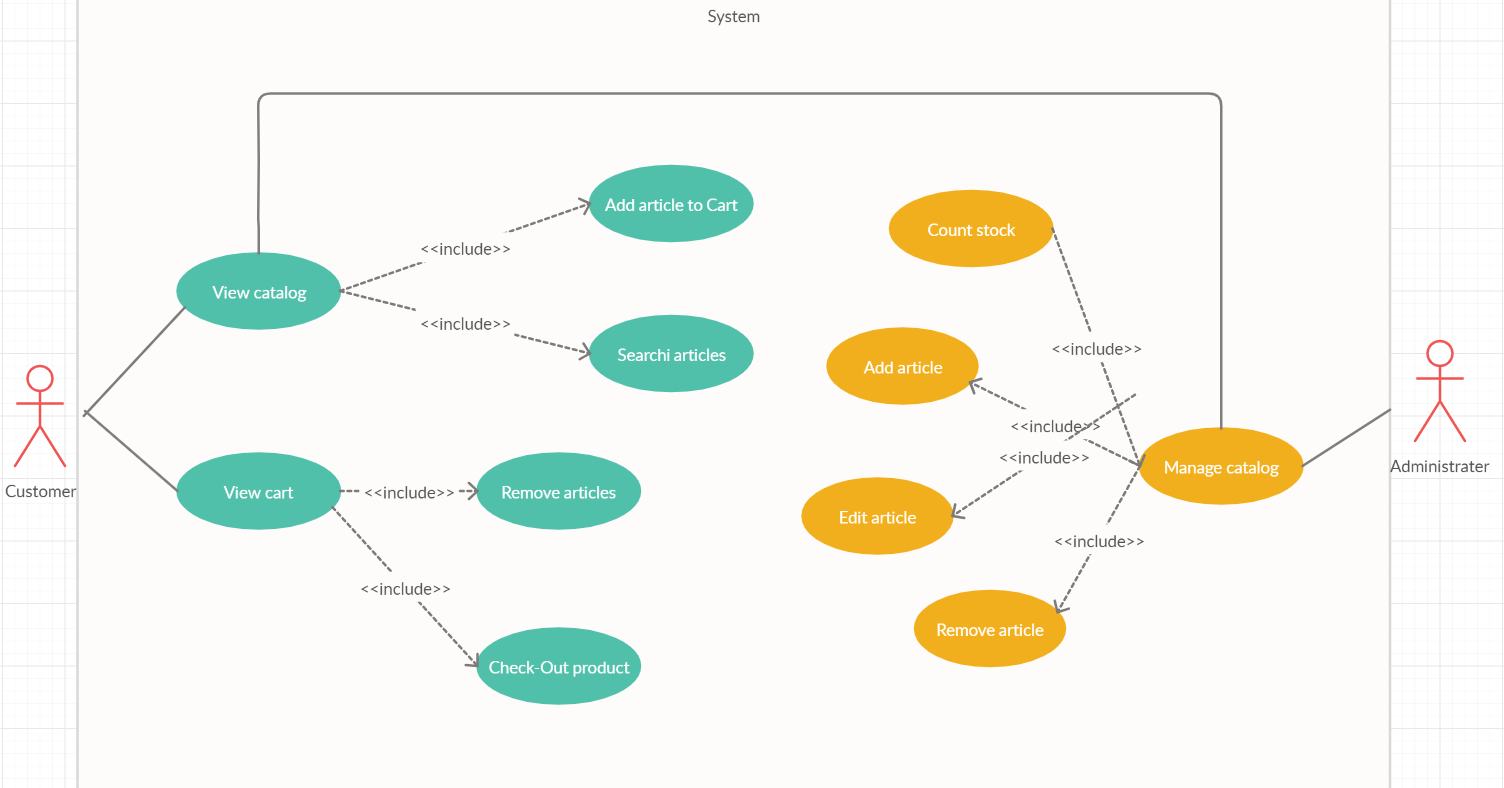 System
Add article to Cart
Count stock
<<include>>
View catalog
<<include>>
Searchi articles
<<include>>
Add article
<<include>>
<<include>>
Manage catalog
Administrater
Customer
View cart
<<include>>
Remove articles
Edit article
<<include>>
<<include>>
Remove article
Check-Out product